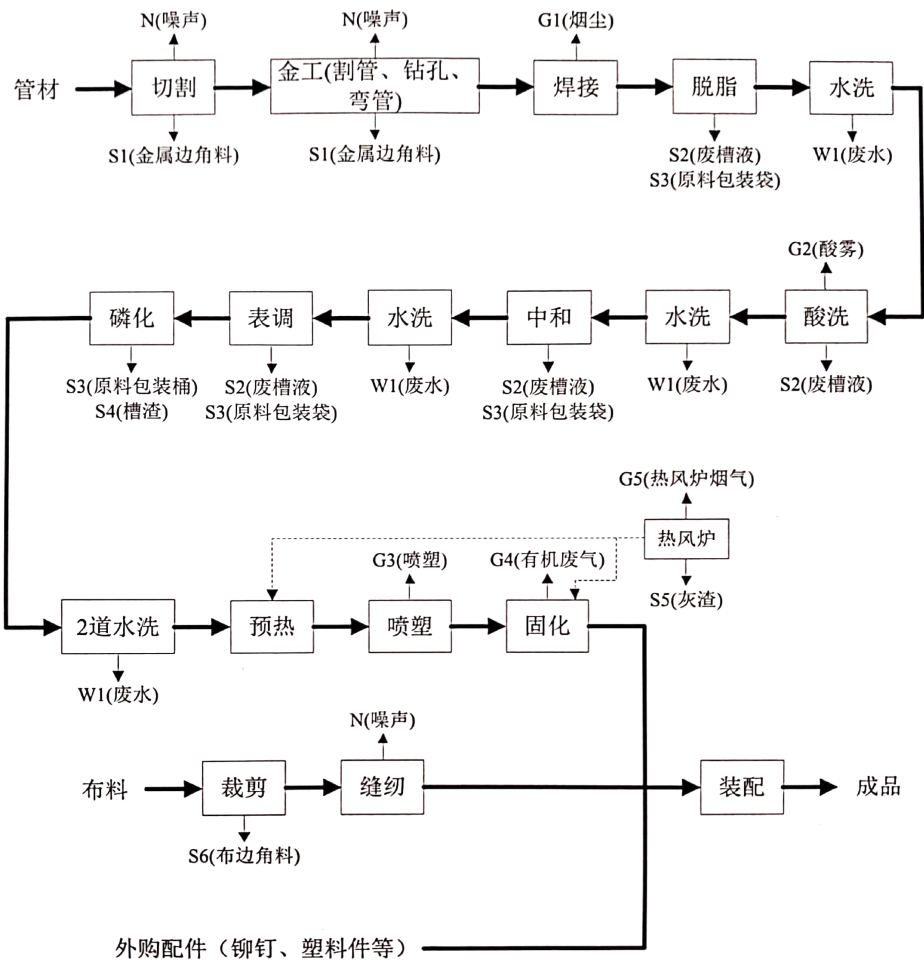 N(噪声)
N(噪声)
G1(烟尘)
管材
切割
金工(割管、钻孔、
弯管)
焊接
脱脂
水洗
S1(金属边角料)
S1(金属边角料)
S2(废槽液)
S3(原料包装袋)
W1(废水)
G2(酸雾)
磷化
表调
水洗
中和
水洗
酸洗
S3(原料包装桶)
S4(槽渣)
S2(废槽液)
S3(原料包装袋)
W1(废水)
S2(废槽液)
S3(原料包装袋)
W1(废水)
S2(废槽液)
G5(热风炉烟气)
热风炉
G3(喷塑)
G4(有机废气)
S5(灰渣)
2道水洗
预热
喷塑
固化
W1(废水)
N(噪声)
布料
裁剪
缝纫
装配
成品
S6(布边角料)
外购配件（铆钉、塑料件等）